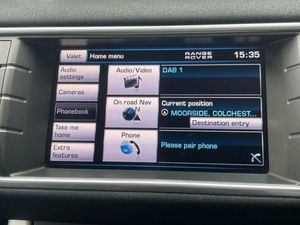 Valet
Home menu
RANGE ROVER
15:35
Audio settings
Cameras
Phonebook
Take me home
Extra features
Audio/Video
On road Nav
Phone
DAB 1
Current position
MOORSIDE, COLCHEST...
Destination entry
Please pair phone